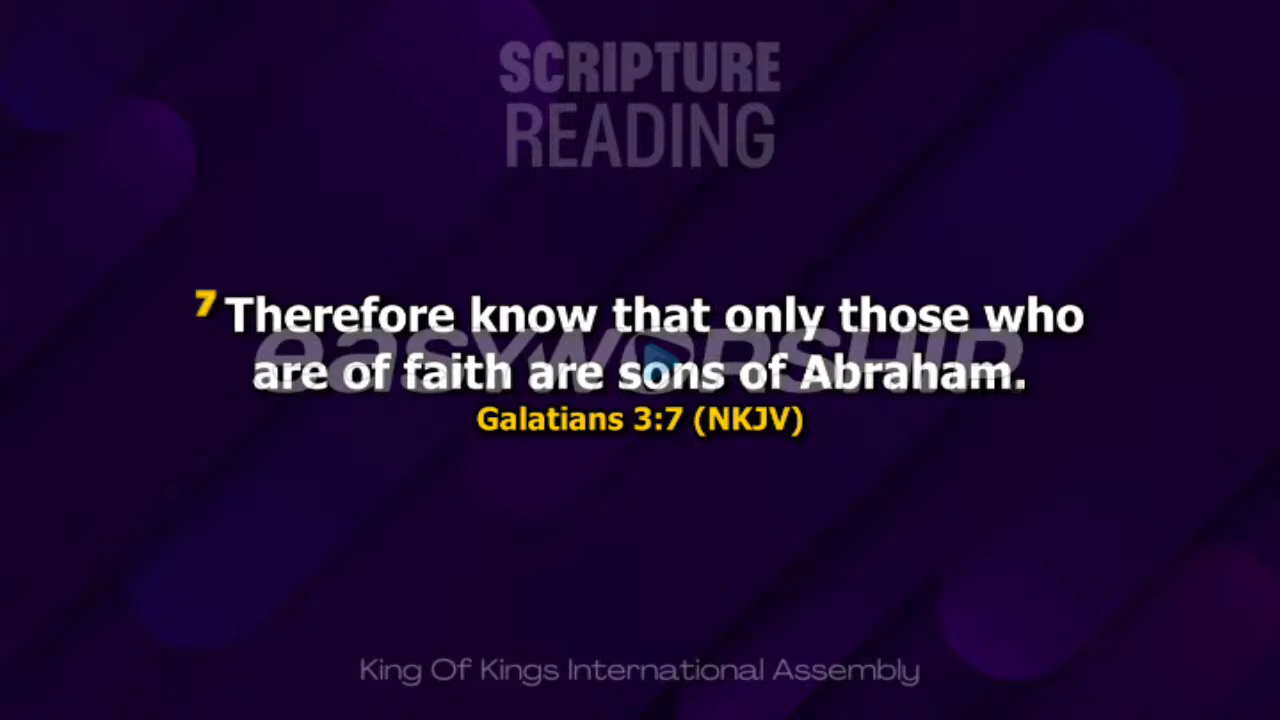 SCRIPTURE
READING
7 Therefore know that only those who
easyworship
are of faith are sons of Abraham.
Galatians 3:7 (NKJV)
King Of Kings International Assembly